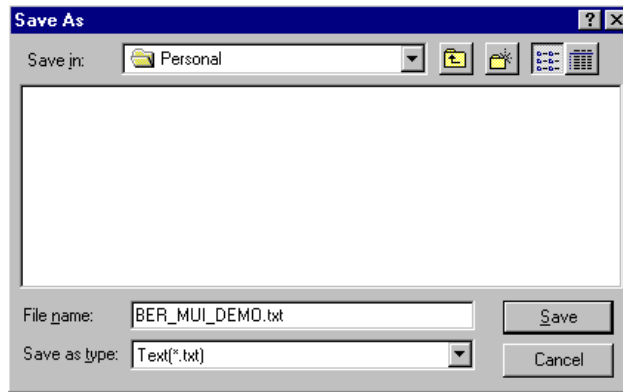 Save As
Save in: Personal
File name: BER_MUI_DEMO.txt Save
Save as type: Text(*.txt) Cancel